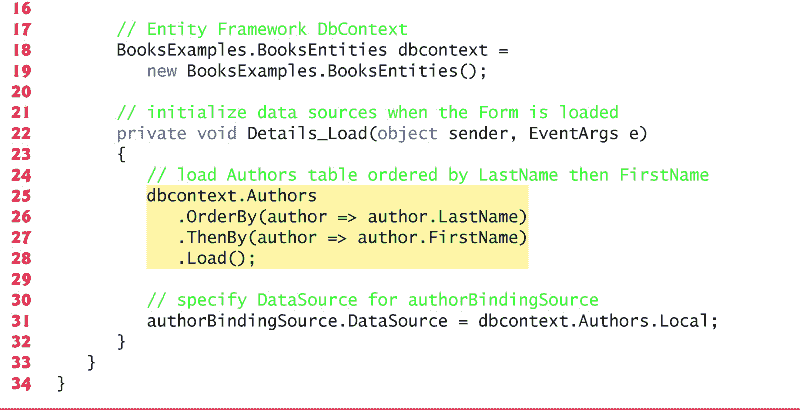 16
17 // Entity Framework DbContext
18 BooksExamples.BooksEntities dbcontext =
19 new BooksExamples.BooksEntities();
20
21 // initialize data sources when the Form is loaded
22 private void Details_Load(object sender, EventArgs e)
23 {
24 // load Authors table ordered by LastName then FirstName
25 dbcontext.Authors
26 .OrderBy(author => author.LastName)
27 .ThenBy(author => author.FirstName)
28 .Load();
29
30 // specify DataSource for authorBindingSource
31 authorBindingSource.DataSource = dbcontext.Authors.Local;
32 }
33 }
34 }